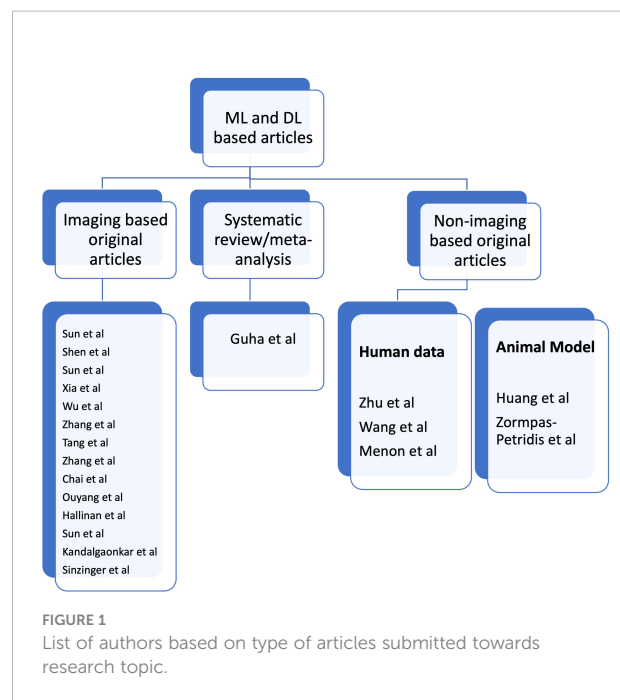 ML and DL
based articles
Imaging based
original
articles
Systematic
review/meta-
analysis
Non-imaging
based original
articles
Sun et al
Shen et al
Sun et al
Xia et al
Wu et al
Zhang et al
Tang et al
Zhang et al
Chai et al
Ouyang et al
Hallinan et al
Sun et al
Kandalgaonkar et al
Sinzinger et al
Guha et al
Human data
Zhu et al
Wang et al
Menon et al
Animal Model
Huang et al
Zormpas-
Petridis et al
FIGURE 1
List of authors based on type of articles submitted towards
research topic.